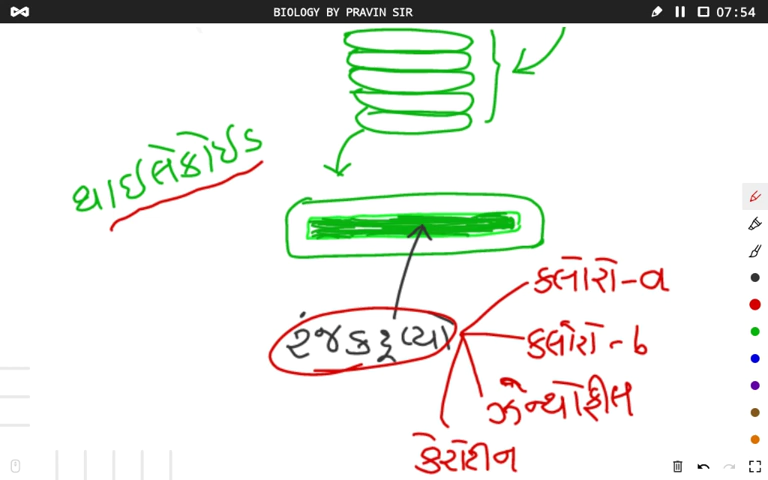 BIOLOGY BY PRAVIN SIR
07:54
થાઇલેકોઇડ
રંજકદ્રવ્યો
ક્લોરો-a
ક્લોરો-b
ઝેન્થોફીલ
કેરોટીન